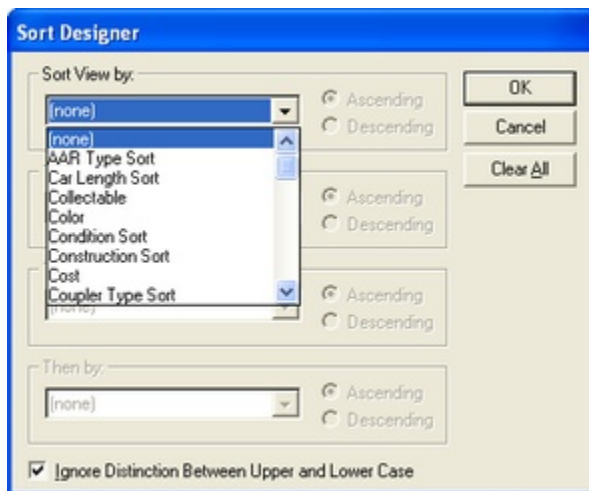 Sort Designer
Sort View by:
(none)
Ascending
Descending
OK
Cancel
Clear All
(none)
AAR Type Sort
Car Length Sort
Collectable
Color
Condition Sort
Construction Sort
Cost
Coupler Type Sort
Ascending
Descending
(none)
Ascending
Descending
Then by:
(none)
Ascending
Descending
Ignore Distinction Between Upper and Lower Case